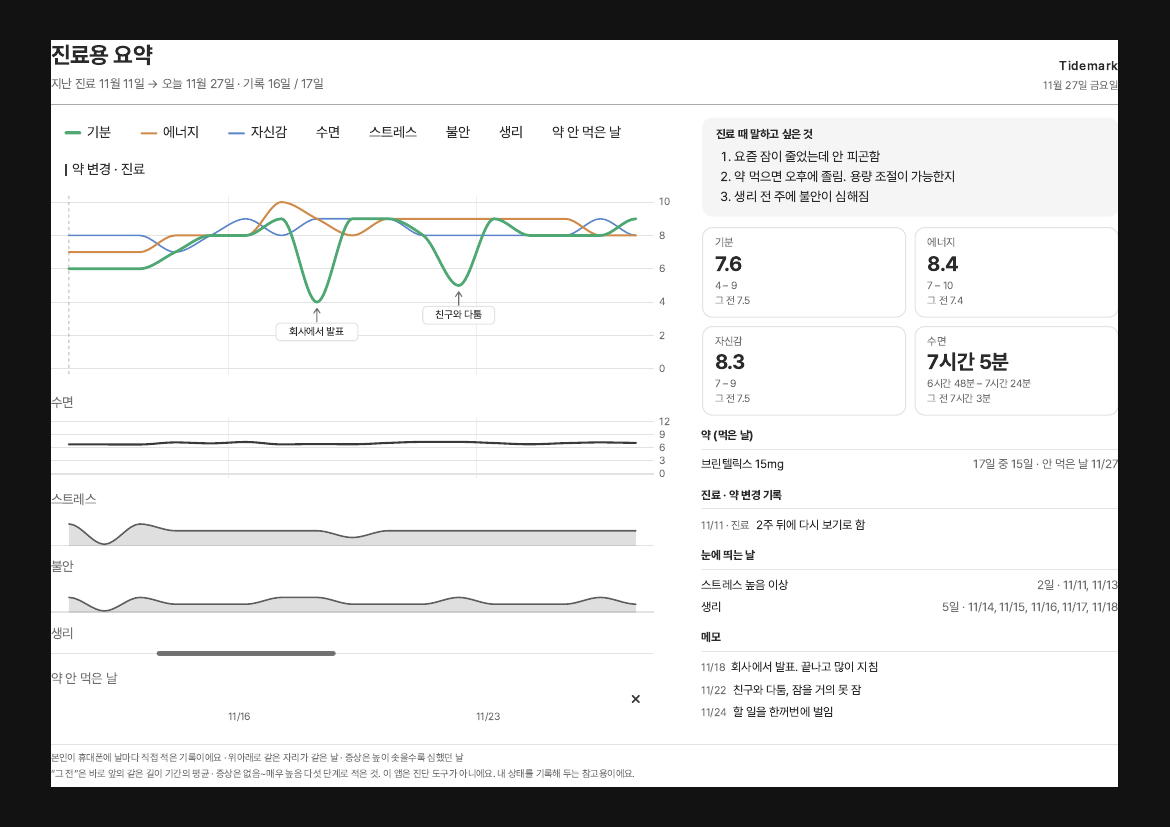 진료용 요약
지난 진료 11월 11일 → 오늘 11월 27일 · 기록 16일 / 17일
Tidemark
11월 27일 금요일
기분 에너지 자신감 수면 스트레스 불안 생리 약 안 먹은 날
약 변경 · 진료
10
8
6
4
2
0
회사에서 발표
친구와 다툼
수면
12
9
6
3
0
스트레스
불안
생리
약 안 먹은 날
×
11/16 11/23
진료 때 말하고 싶은 것
1. 요즘 잠이 줄었는데 안 피곤함
2. 약 먹으면 오후에 졸림. 용량 조절이 가능한지
3. 생리 전 주에 불안이 심해짐
기분
7.6
4 – 9
그 전 7.5
에너지
8.4
7 – 10
그 전 7.4
자신감
8.3
7 – 9
그 전 7.5
수면
7시간 5분
6시간 48분 – 7시간 24분
그 전 7시간 3분
약 (먹은 날)
브린텔릭스 15mg 17일 중 15일 · 안 먹은 날 11/27
진료 · 약 변경 기록
11/11 · 진료 2주 뒤에 다시 보기로 함
눈에 띄는 날
스트레스 높음 이상 2일 · 11/11, 11/13
생리 5일 · 11/14, 11/15, 11/16, 11/17, 11/18
메모
11/18 회사에서 발표. 끝나고 많이 지침
11/22 친구와 다툼, 잠을 거의 못 잠
11/24 할 일을 한꺼번에 벌임
본인이 휴대폰에 날마다 직접 적은 기록이에요 · 위아래로 같은 자리가 같은 날 · 증상은 높이 솟을수록 심했던 날
"그 전"은 바로 앞의 같은 길이 기간의 평균 · 증상은 없음~매우 높음 다섯 단계로 적은 것. 이 앱은 진단 도구가 아니에요. 내 상태를 기록해 두는 참고용이에요.